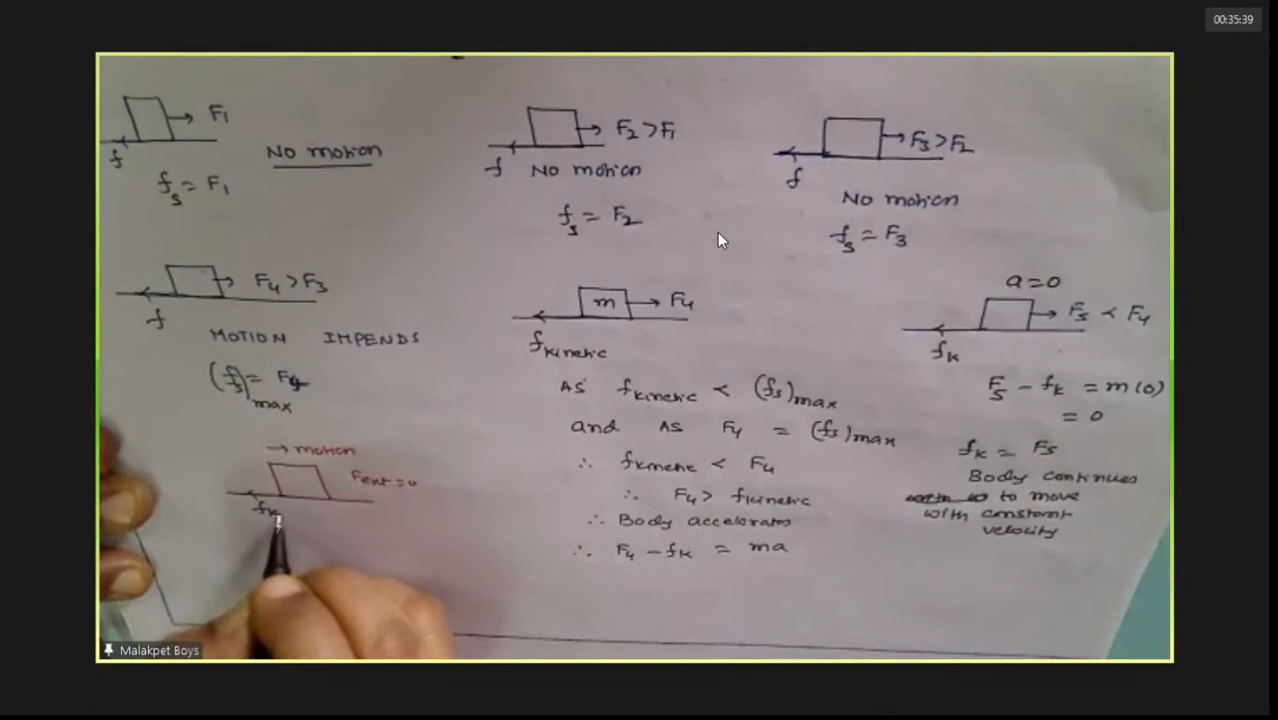 00:35:39
F1
f
No motion
fs = F1
F2 > F1
f
No motion
fs = F2
F3 > F2
f
No motion
fs = F3
F4 > F3
f
MOTION IMPENDS
(fs)max = F4
→ motion
Fext = 0
fk
m
F4
fkinetic
As fkinetic < (fs)max
and As F4 = (fs)max
∴ fkinetic < F4
∴ F4 > fkinetic
∴ Body accelerates
∴ F4 - fk = ma
a = 0
F5 < F4
fk
F5 - fk = m(0)
= 0
fk = F5
Body continues
to move
with constant
velocity
Malakpet Boys